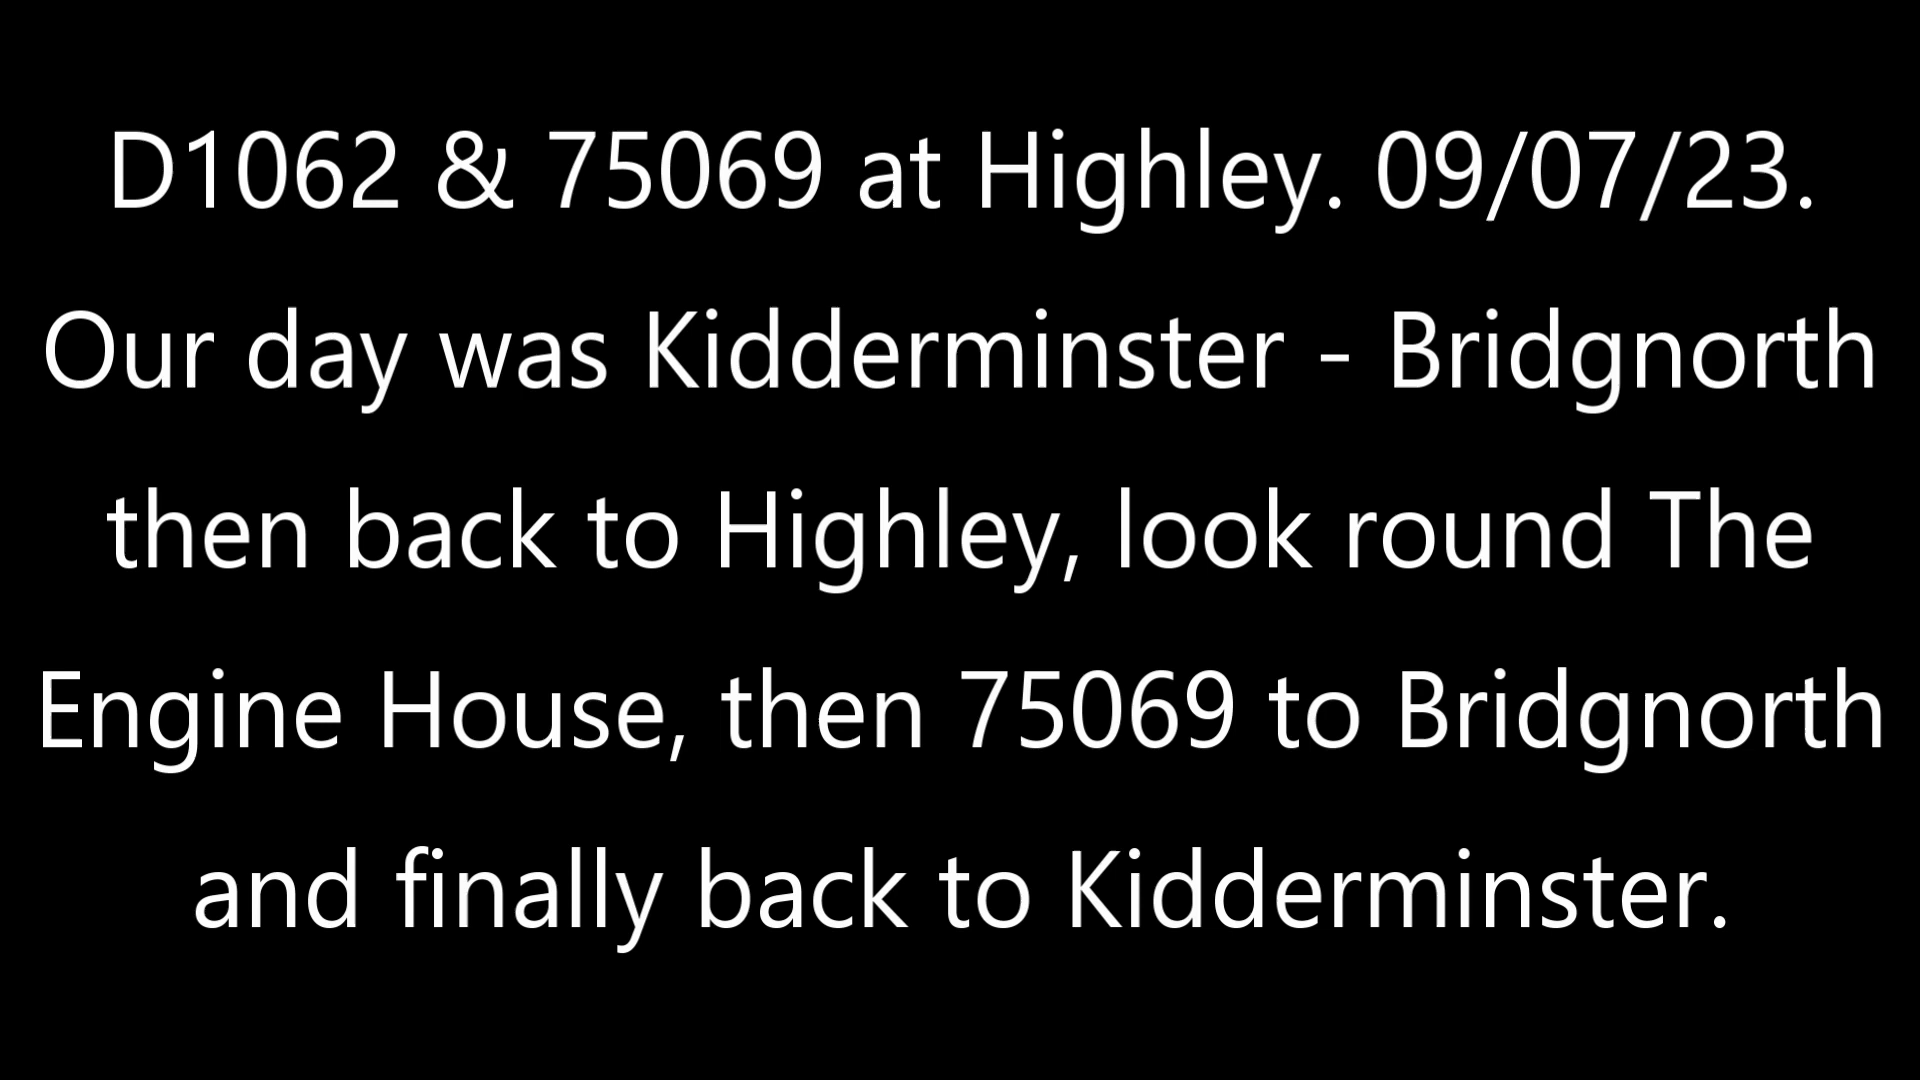 D1062 & 75069 at Highley. 09/07/23.
Our day was Kidderminster - Bridgnorth
then back to Highley, look round The
Engine House, then 75069 to Bridgnorth
and finally back to Kidderminster.